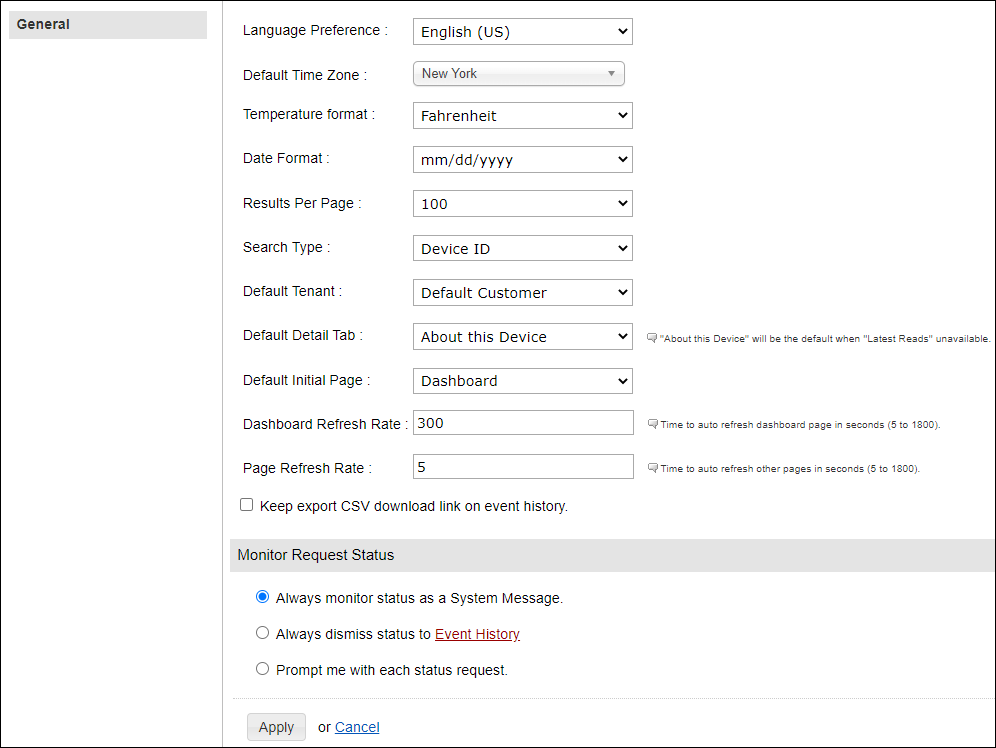 General
Language Preference : English (US)
Default Time Zone : New York
Temperature format : Fahrenheit
Date Format : mm/dd/yyyy
Results Per Page : 100
Search Type : Device ID
Default Tenant : Default Customer
Default Detail Tab : About this Device "About this Device" will be the default when "Latest Reads" unavailable.
Default Initial Page : Dashboard
Dashboard Refresh Rate : 300 Time to auto refresh dashboard page in seconds (5 to 1800).
Page Refresh Rate : 5 Time to auto refresh other pages in seconds (5 to 1800).
Keep export CSV download link on event history.
Monitor Request Status
Always monitor status as a System Message.
Always dismiss status to Event History
Prompt me with each status request.
Apply or Cancel